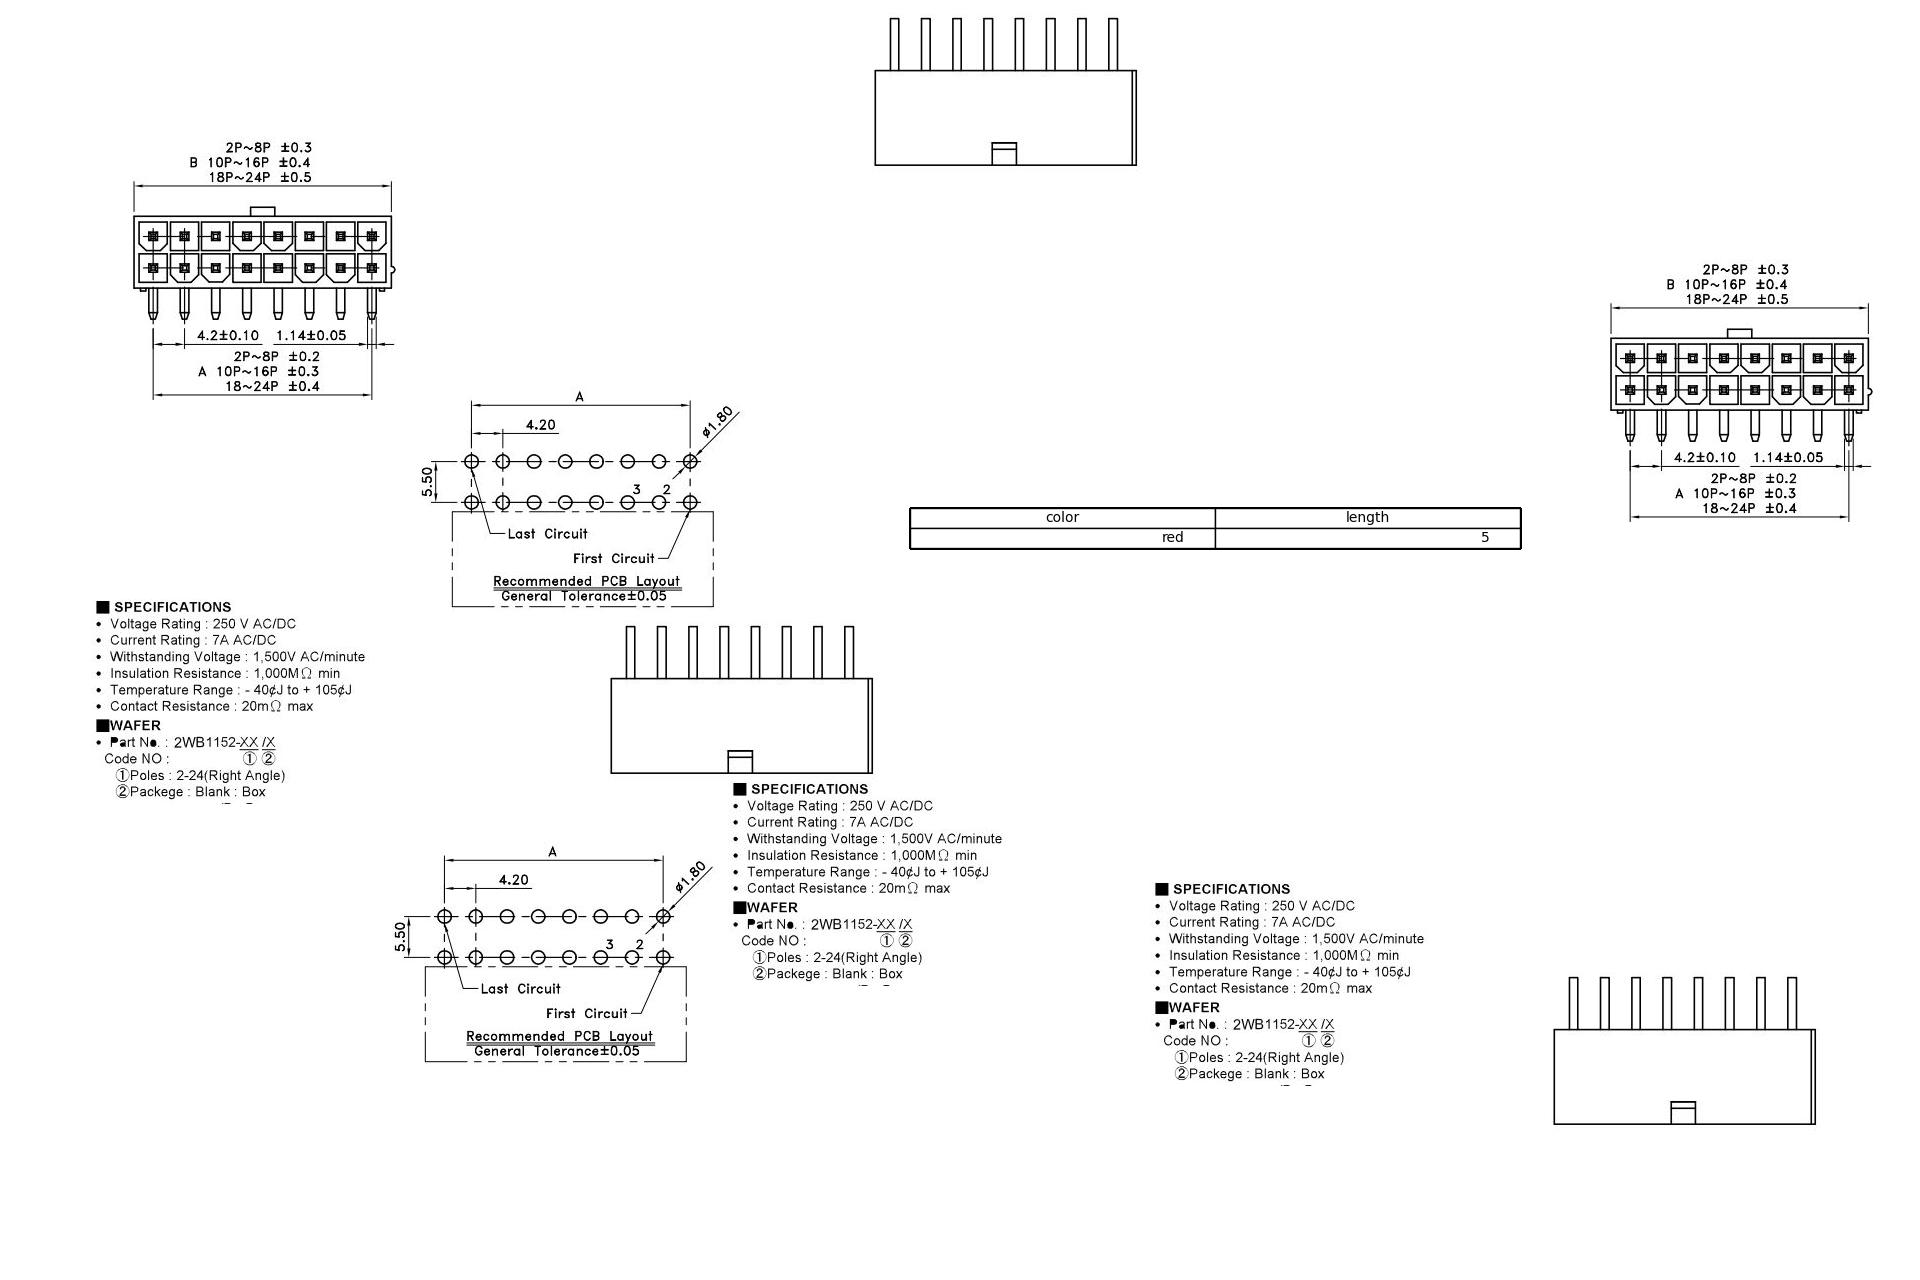 2P~8P ±0.3
B 10P~16P ±0.4
18P~24P ±0.5
4.2±0.10 1.14±0.05
2P~8P ±0.2
A 10P~16P ±0.3
18~24P ±0.4
2P~8P ±0.3
B 10P~16P ±0.4
18P~24P ±0.5
4.2±0.10 1.14±0.05
2P~8P ±0.2
A 10P~16P ±0.3
18~24P ±0.4
A
4.20
ø1.80
5.50
3 2
Last Circuit
First Circuit
Recommended PCB Layout
General Tolerance±0.05
color length
red 5
■ SPECIFICATIONS
• Voltage Rating : 250 V AC/DC
• Current Rating : 7A AC/DC
• Withstanding Voltage : 1,500V AC/minute
• Insulation Resistance : 1,000MΩ min
• Temperature Range : - 40¢J to + 105¢J
• Contact Resistance : 20mΩ max
■WAFER
• Part No. : 2WB1152-XX /X
Code NO : ① ②
①Poles : 2-24(Right Angle)
②Packege : Blank : Box
■ SPECIFICATIONS
• Voltage Rating : 250 V AC/DC
• Current Rating : 7A AC/DC
• Withstanding Voltage : 1,500V AC/minute
• Insulation Resistance : 1,000MΩ min
• Temperature Range : - 40¢J to + 105¢J
• Contact Resistance : 20mΩ max
■WAFER
• Part No. : 2WB1152-XX /X
Code NO : ① ②
①Poles : 2-24(Right Angle)
②Packege : Blank : Box
A
4.20
ø1.80
5.50
3 2
Last Circuit
First Circuit
Recommended PCB Layout
General Tolerance±0.05
■ SPECIFICATIONS
• Voltage Rating : 250 V AC/DC
• Current Rating : 7A AC/DC
• Withstanding Voltage : 1,500V AC/minute
• Insulation Resistance : 1,000MΩ min
• Temperature Range : - 40¢J to + 105¢J
• Contact Resistance : 20mΩ max
■WAFER
• Part No. : 2WB1152-XX /X
Code NO : ① ②
①Poles : 2-24(Right Angle)
②Packege : Blank : Box